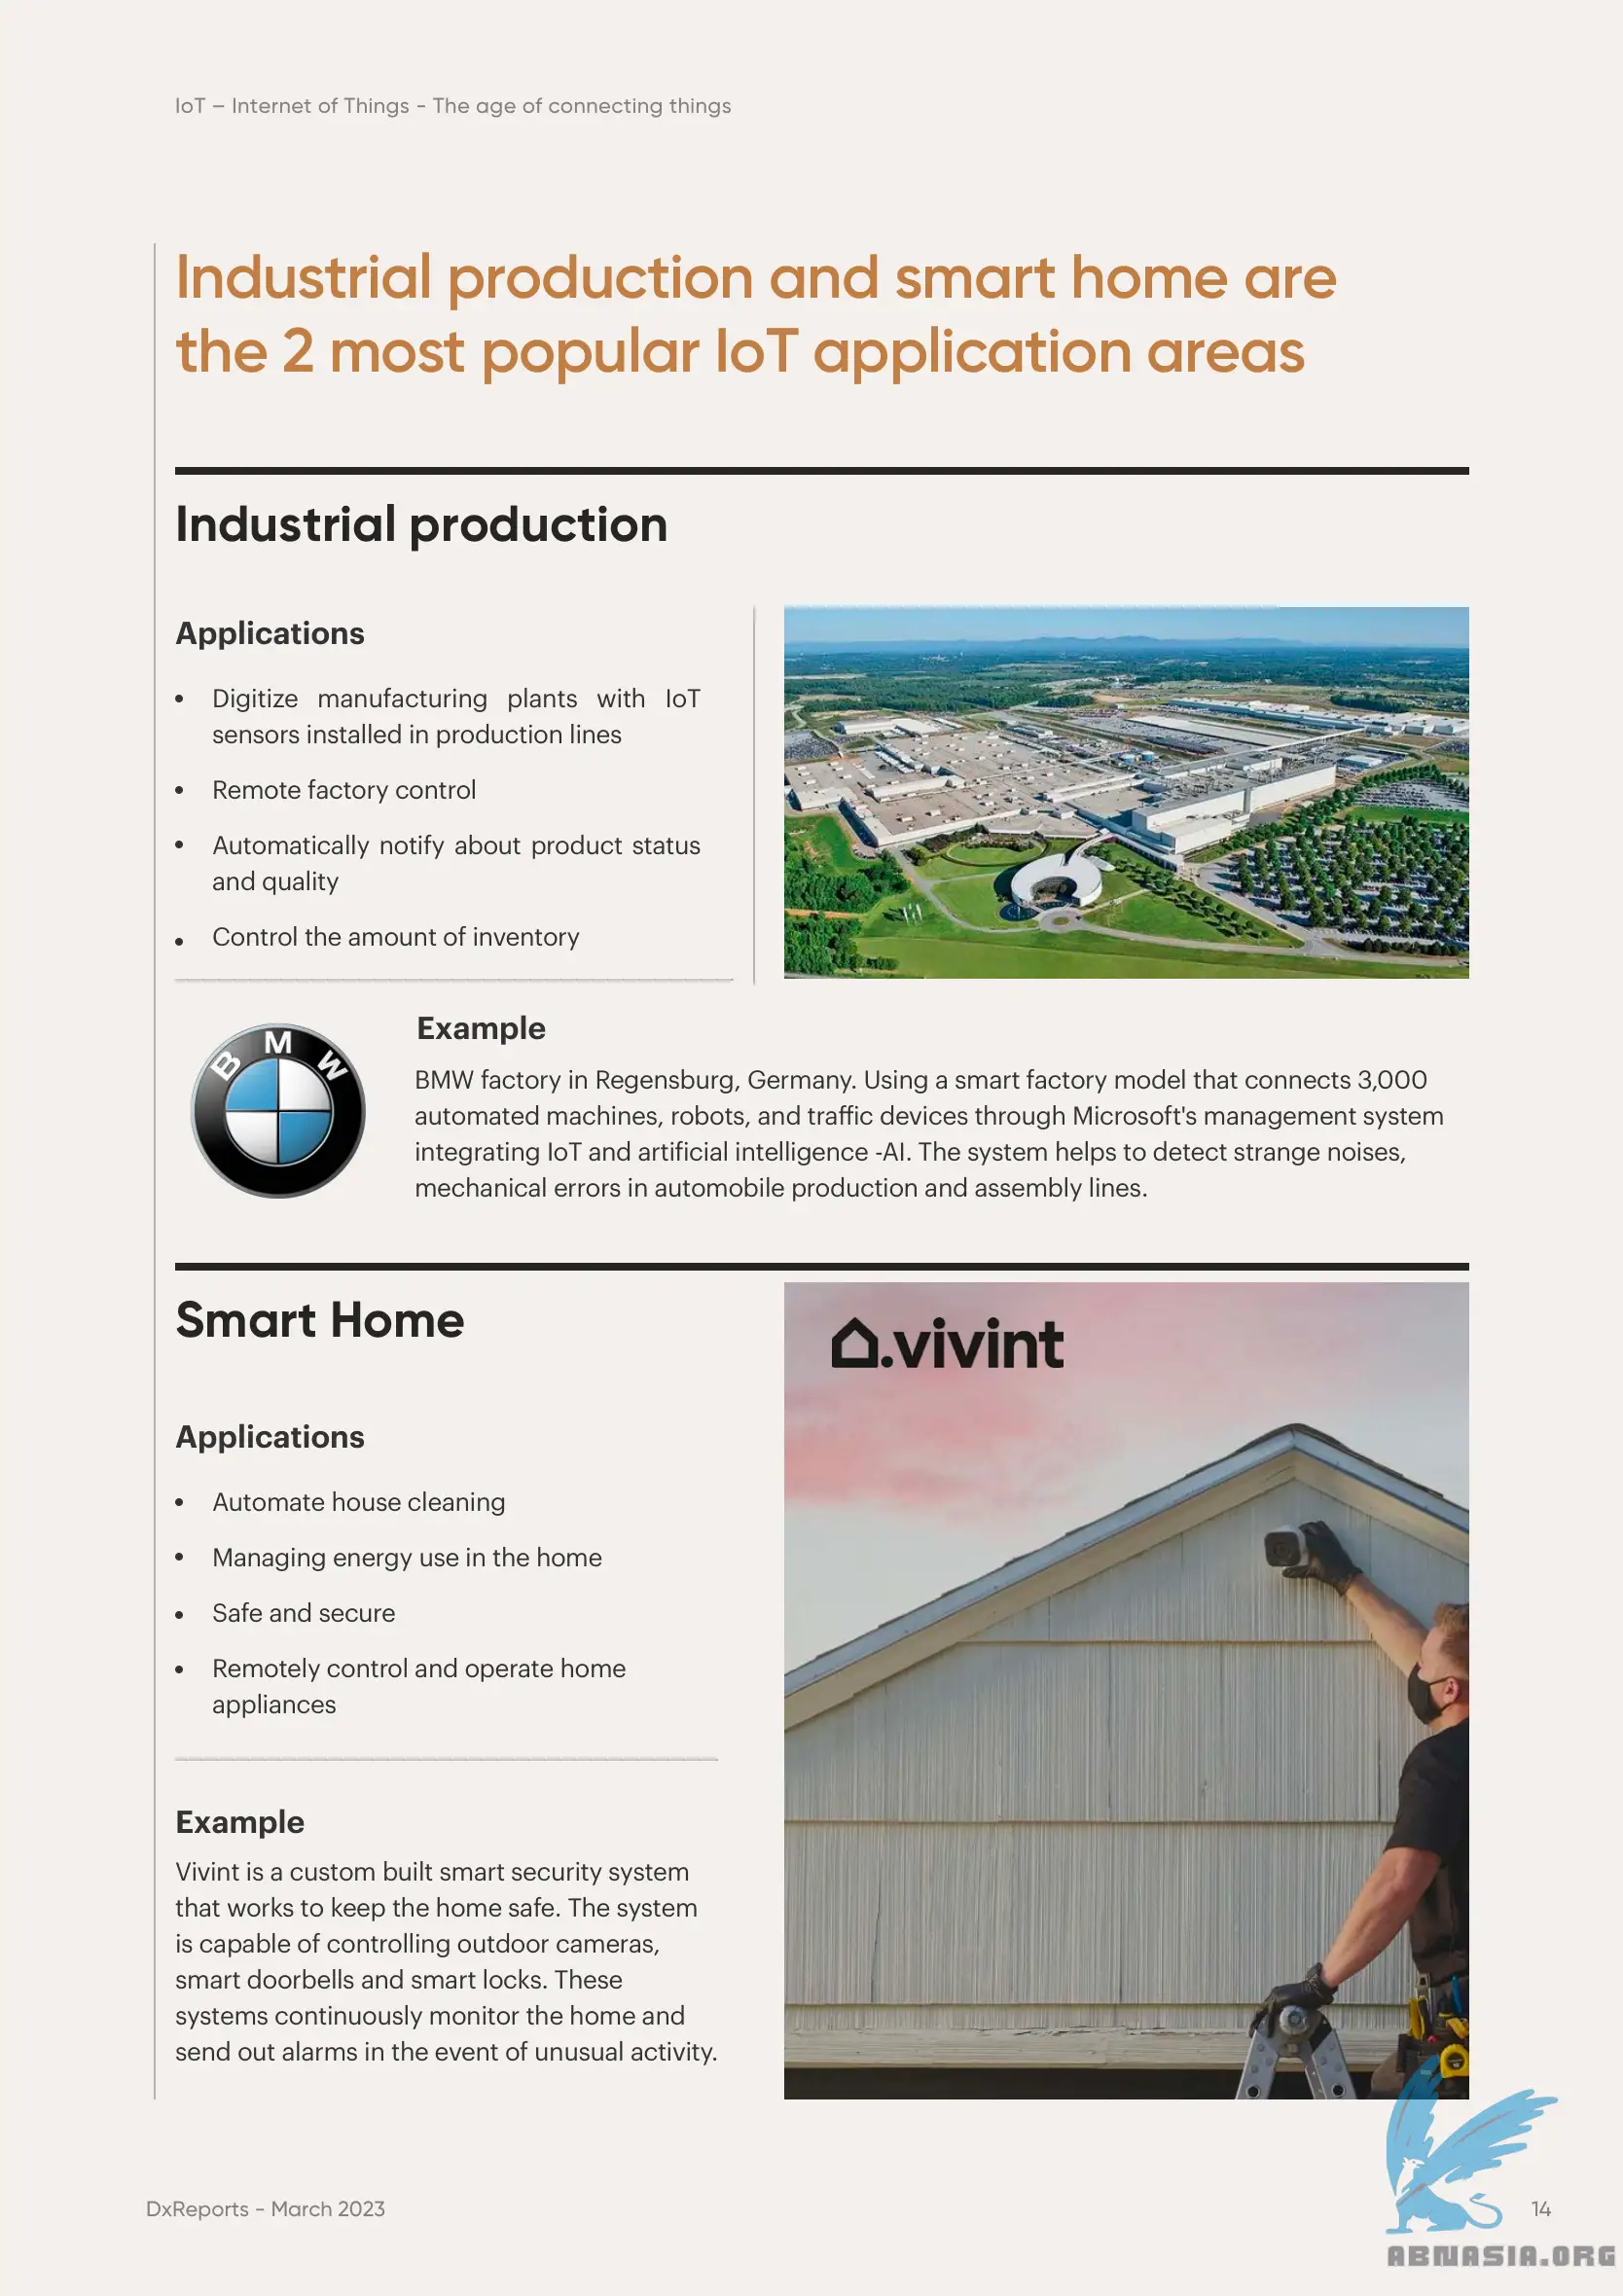 IoT – Internet of Things - The age of connecting things
Industrial production and smart home are
the 2 most popular IoT application areas
Industrial production
Applications
• Digitize manufacturing plants with IoT
sensors installed in production lines
• Remote factory control
• Automatically notify about product status
and quality
• Control the amount of inventory
BMW
Example
BMW factory in Regensburg, Germany. Using a smart factory model that connects 3,000
automated machines, robots, and traffic devices through Microsoft's management system
integrating IoT and artificial intelligence -AI. The system helps to detect strange noises,
mechanical errors in automobile production and assembly lines.
Smart Home
.vivint
Applications
• Automate house cleaning
• Managing energy use in the home
• Safe and secure
• Remotely control and operate home
appliances
Example
Vivint is a custom built smart security system
that works to keep the home safe. The system
is capable of controlling outdoor cameras,
smart doorbells and smart locks. These
systems continuously monitor the home and
send out alarms in the event of unusual activity.
DxReports - March 2023
14
ABNASIA.ORG